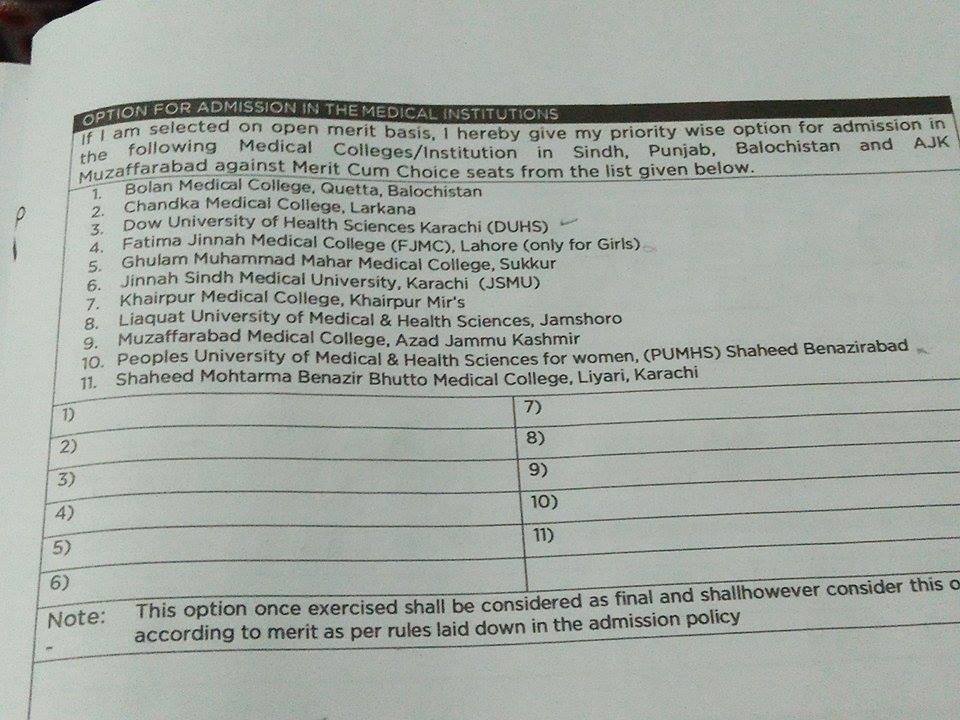 OPTION FOR ADMISSION IN THE MEDICAL INSTITUTIONS
If I am selected on open merit basis, I hereby give my priority wise option for admission in
the following Medical Colleges/Institution in Sindh, Punjab, Balochistan and AJK
Muzaffarabad against Merit Cum Choice seats from the list given below.
1. Bolan Medical College, Quetta, Balochistan
2. Chandka Medical College, Larkana
3. Dow University of Health Sciences Karachi (DUHS)
4. Fatima Jinnah Medical College (FJMC), Lahore (only for Girls)
5. Ghulam Muhammad Mahar Medical College, Sukkur
6. Jinnah Sindh Medical University, Karachi (JSMU)
7. Khairpur Medical College, Khairpur Mir's
8. Liaquat University of Medical & Health Sciences, Jamshoro
9. Muzaffarabad Medical College, Azad Jammu Kashmir
10. Peoples University of Medical & Health Sciences for women, (PUMHS) Shaheed Benazirabad
11. Shaheed Mohtarma Benazir Bhutto Medical College, Liyari, Karachi
1)
2)
3)
4)
5)
6)
7)
8)
9)
10)
11)
Note: This option once exercised shall be considered as final and shallhowever consider this
according to merit as per rules laid down in the admission policy